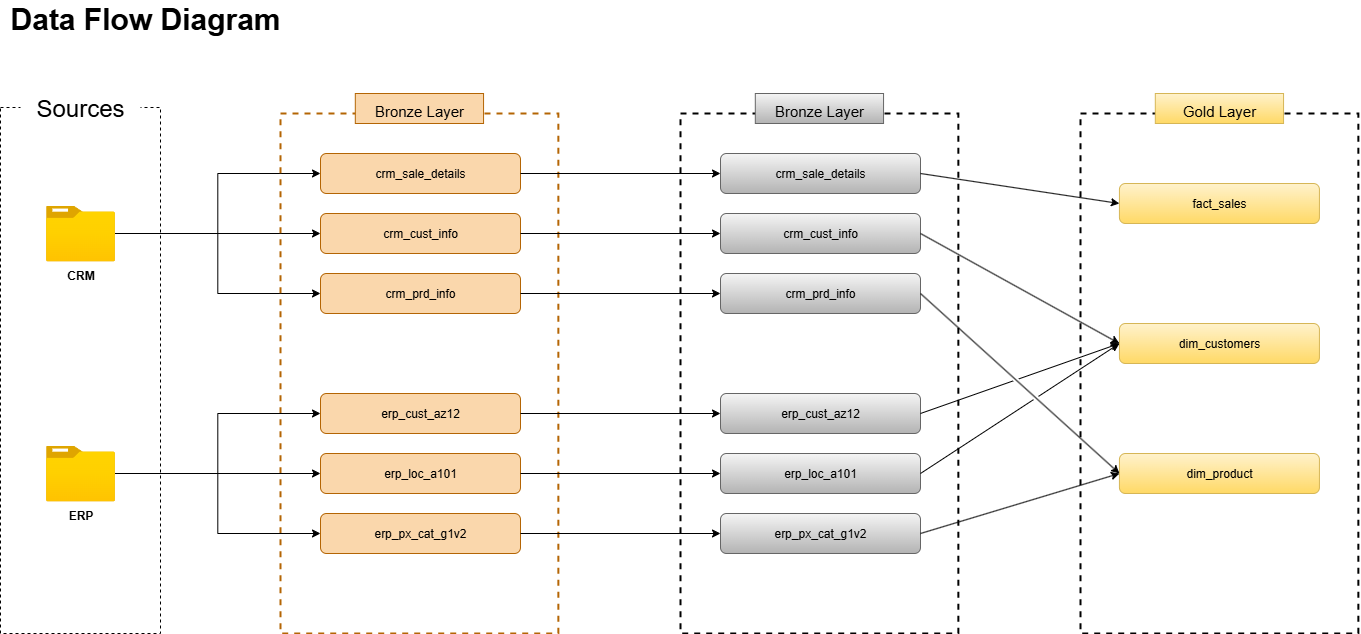 Data Flow Diagram
Sources
CRM
ERP
Bronze Layer
crm_sale_details
crm_cust_info
crm_prd_info
erp_cust_az12
erp_loc_a101
erp_px_cat_g1v2
Bronze Layer
crm_sale_details
crm_cust_info
crm_prd_info
erp_cust_az12
erp_loc_a101
erp_px_cat_g1v2
Gold Layer
fact_sales
dim_customers
dim_product